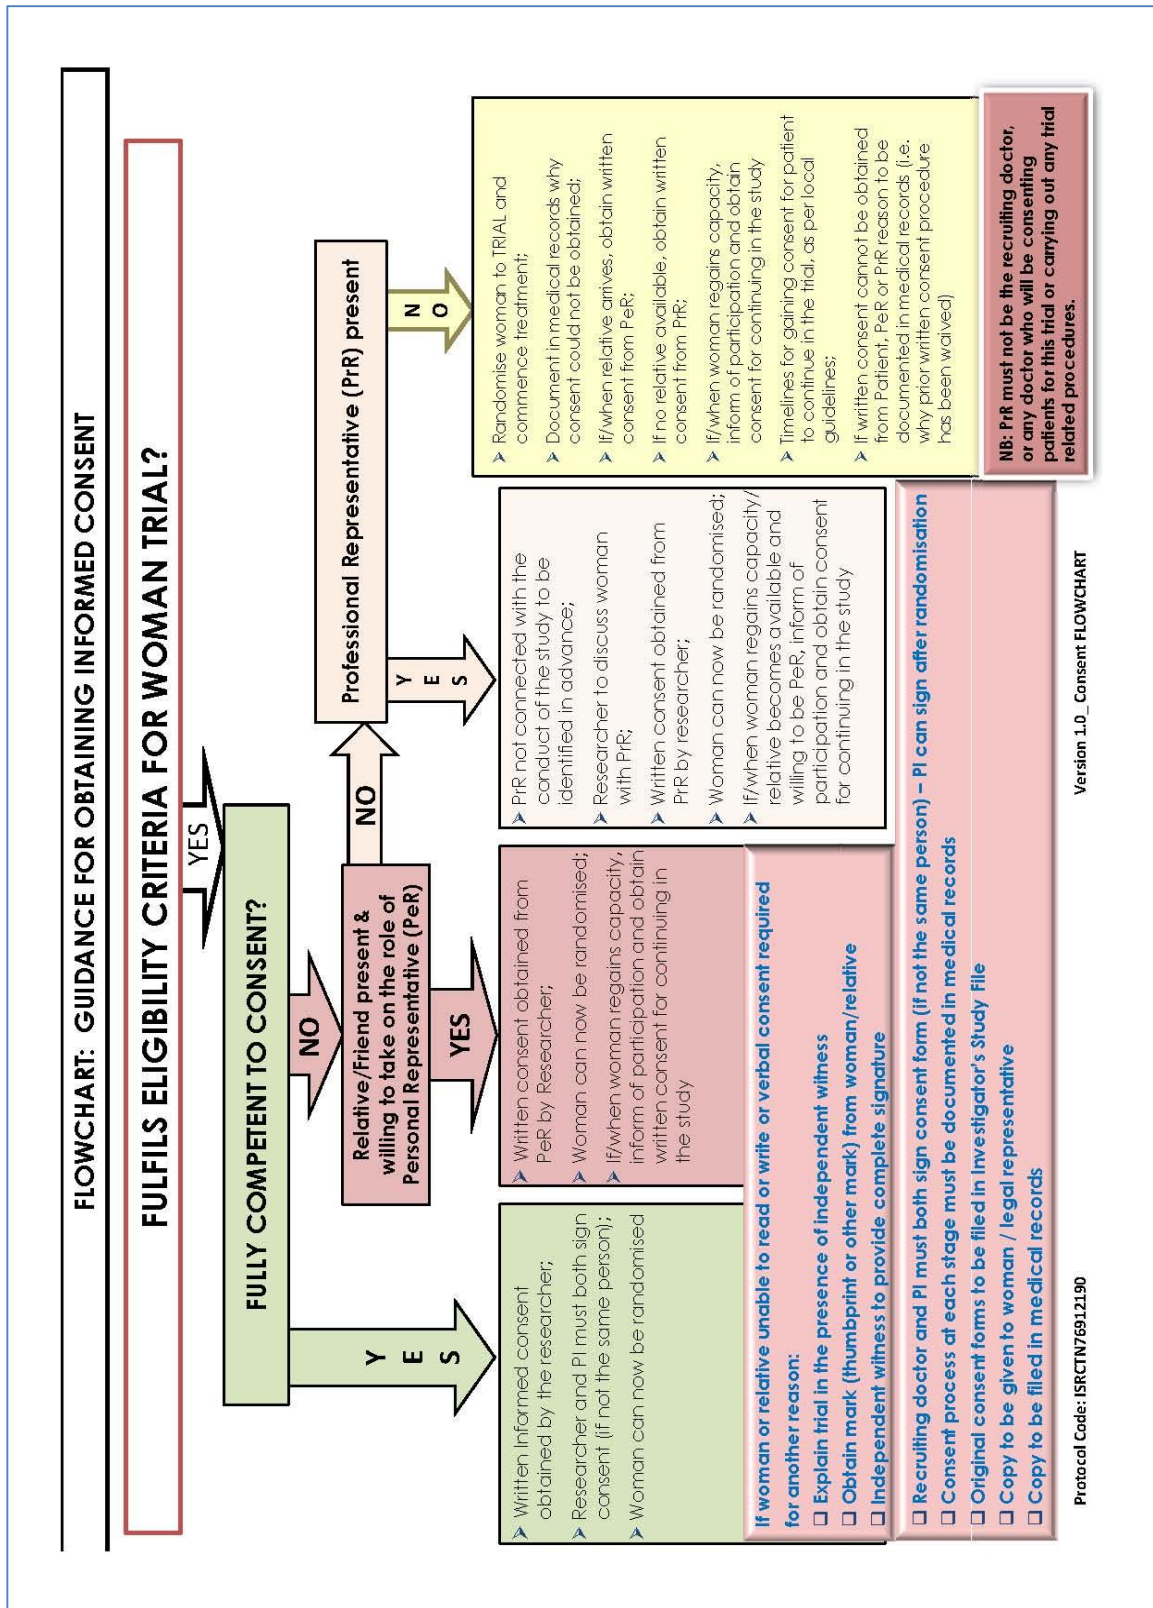 FLOWCHART: GUIDANCE FOR OBTAINING INFORMED CONSENT
FULFILS ELIGIBILITY CRITERIA FOR WOMAN TRIAL?
YES
FULLY COMPETENT TO CONSENT?
YES
NO
Relative/Friend present &
willing to take on the role of
Personal Representative (PeR)
NO
Professional Representative (PrR) present
YES
YES
NO
➢ Written Informed consent
obtained by the researcher;
➢ Researcher and PI must both sign
consent (if not the same person);
➢ Woman can now be randomised
➢ Written consent obtained from
PeR by Researcher;
➢ Woman can now be randomised;
➢ If/when woman regains capacity,
inform of participation and obtain
written consent for continuing in
the study
➢ PrR not connected with the
conduct of the study to be
identified in advance;
➢ Researcher to discuss woman
with PrR;
➢ Written consent obtained from
PrR by researcher;
➢ Woman can now be randomised;
➢ If/when woman regains capacity/
relative becomes available and
willing to be PeR, inform of
participation and obtain consent
for continuing in the study
➢ Randomise woman to TRIAL and
commence treatment;
➢ Document in medical records why
consent could not be obtained;
➢ If/when relative arrives, obtain written
consent from PeR;
➢ If no relative available, obtain written
consent from PrR;
➢ If/when woman regains capacity,
inform of participation and obtain
consent for continuing in the study
➢ Timelines for gaining consent for patient
to continue in the trial, as per local
guidelines;
➢ If written consent cannot be obtained
from Patient, PeR or PrR reason to be
documented in medical records (i.e.
why prior written consent procedure
has been waived)
If woman or relative unable to read or write or verbal consent required
for another reason:
❑ Explain trial in the presence of independent witness
❑ Obtain mark (thumbprint or other mark) from woman/relative
❑ Independent witness to provide complete signature
❑ Recruiting doctor and PI must both sign consent form (if not the same person) – PI can sign after randomisation
❑ Consent process at each stage must be documented in medical records
❑ Original consent forms to be filed in Investigator's Study File
❑ Copy to be given to woman / legal representative
❑ Copy to be filed in medical records
NB: PrR must not be the recruiting doctor,
or any doctor who will be consenting
patients for this trial or carrying out any trial
related procedures.
Protocol Code: ISRCTN76912190
Version 1.0_ Consent FLOWCHART